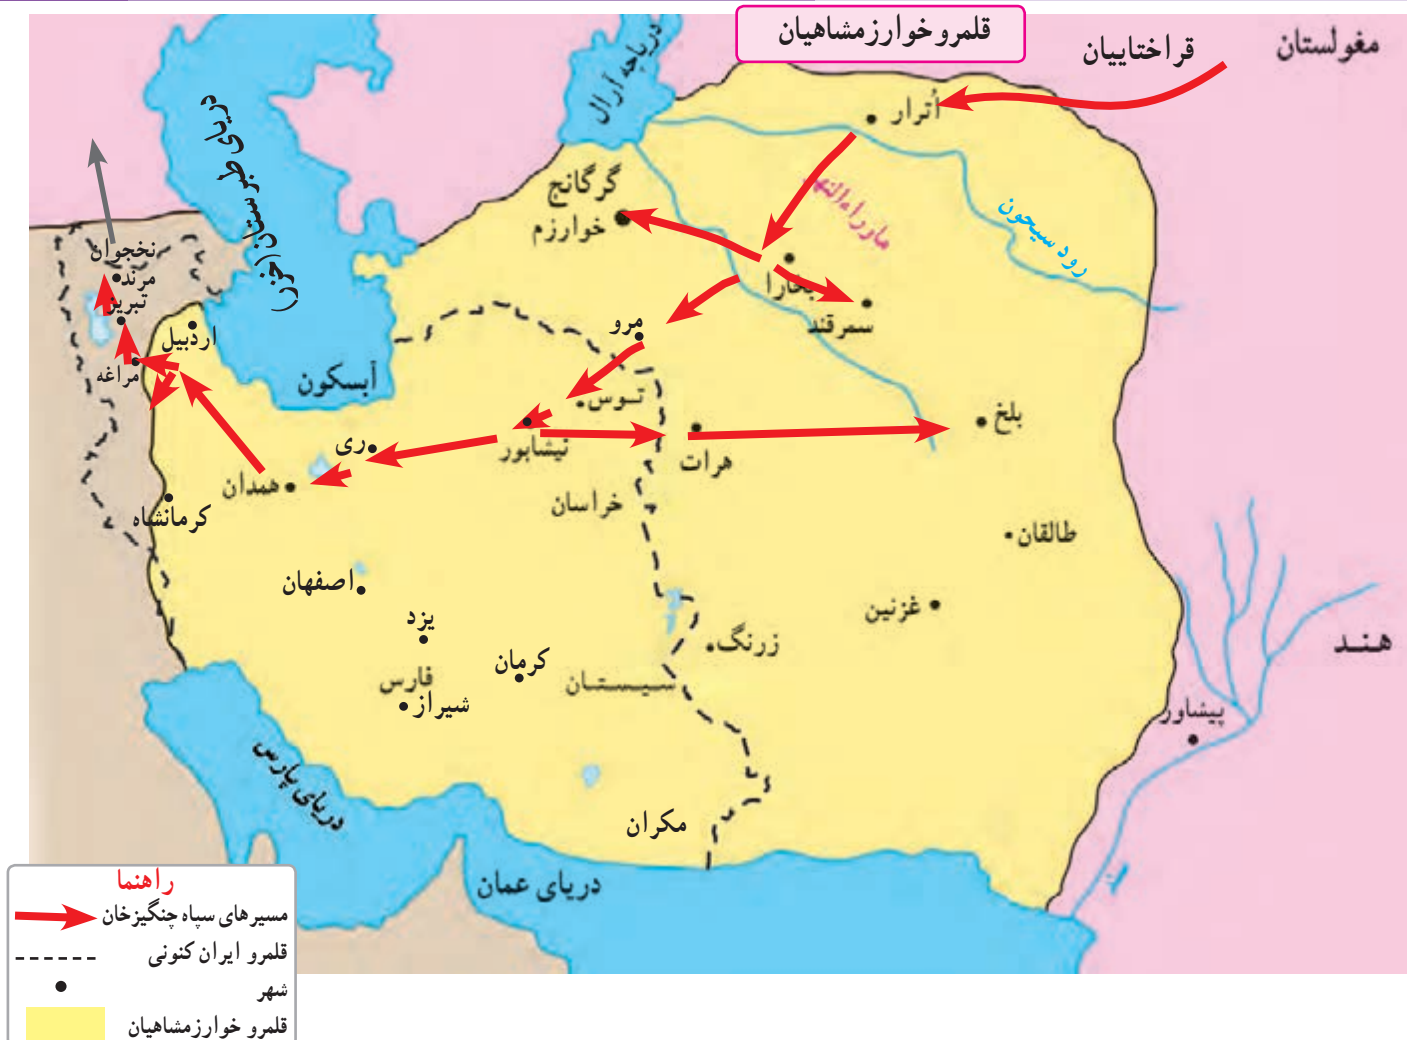 قلمرو خوارزمشاهیان
مغولستان
قراختاییان
دریاچه آرال
دریای طبرستان (خزر)
اُترار
گرگانج
خوارزم
ماوراءالنهر
رود سیحون
بخارا
سمرقند
نخجوان
مرند
تبریز
اردبیل
مراغه
آبسکون
مرو
توس
نیشابور
هرات
بلخ
ری
همدان
خراسان
کرمانشاه
طالقان
اصفهان
غزنین
یزد
زرنگ
هند
کرمان
سیستان
فارس
شیراز
پیشاور
دریای پارس
مکران
دریای عمان
راهنما
مسیرهای سپاه چنگیزخان
قلمرو ایران کنونی
شهر
قلمرو خوارزمشاهیان